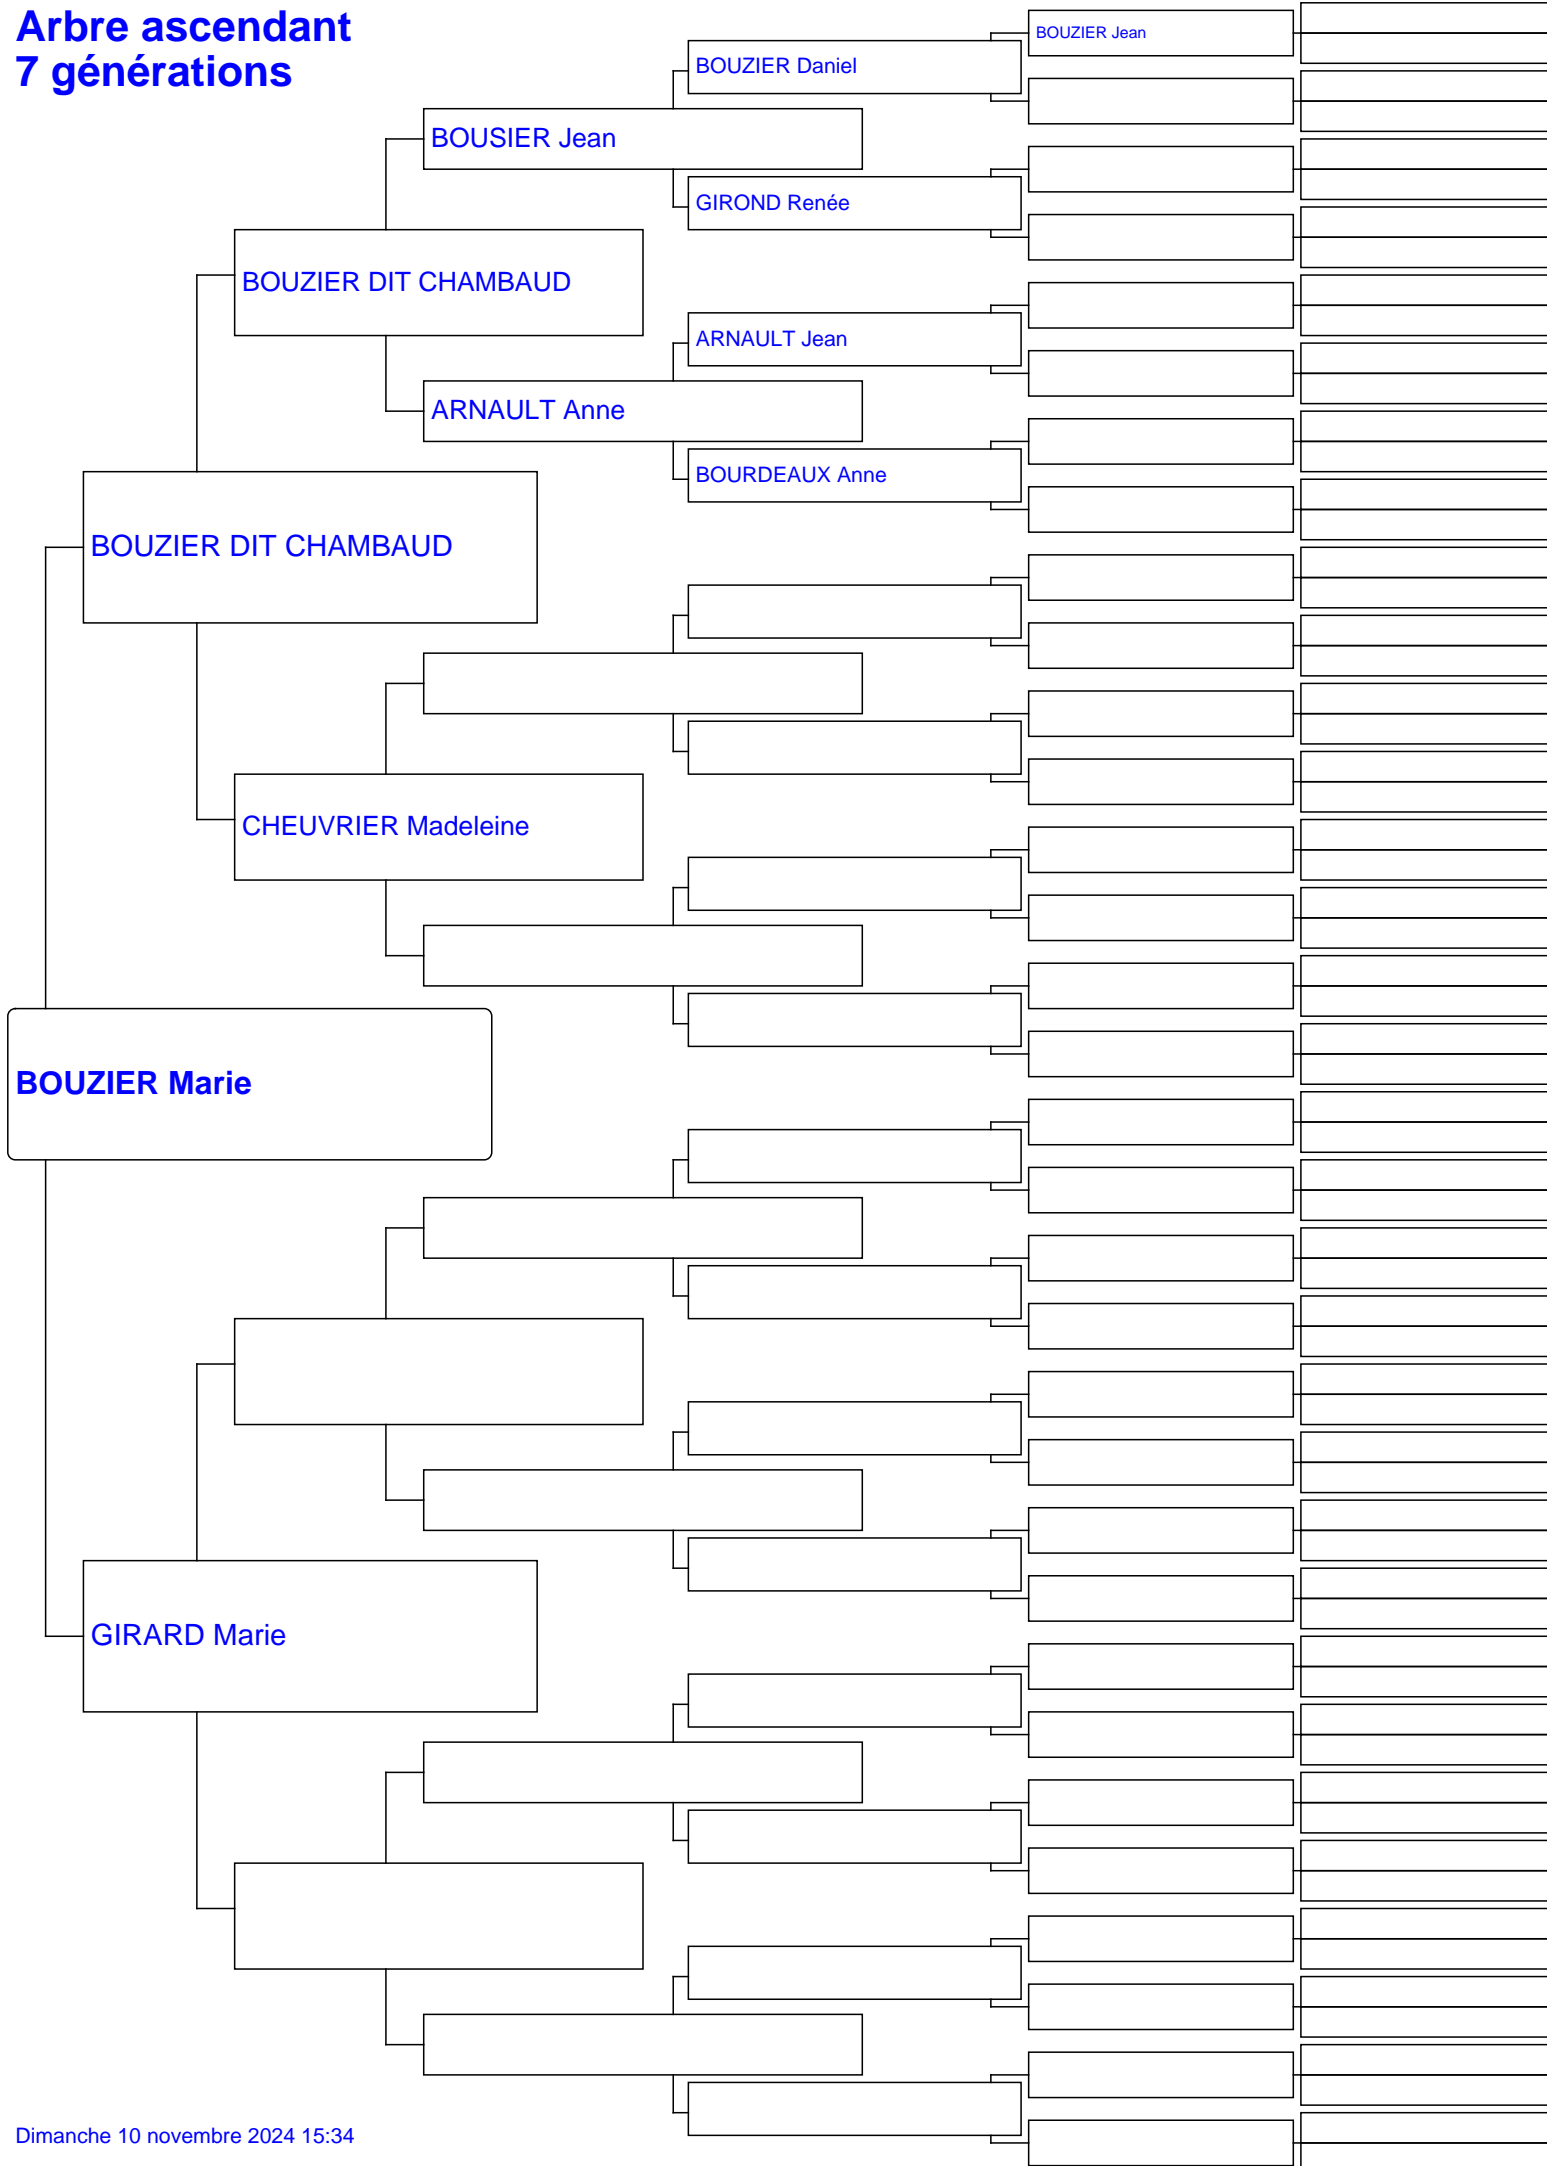 Arbre ascendant
7 générations
BOUZIER Jean
BOUZIER Daniel
BOUSIER Jean
GIROND Renée
BOUZIER DIT CHAMBAUD
ARNAULT Jean
ARNAULT Anne
BOURDEAUX Anne
BOUZIER DIT CHAMBAUD
CHEUVRIER Madeleine
BOUZIER Marie
GIRARD Marie
Dimanche 10 novembre 2024 15:34